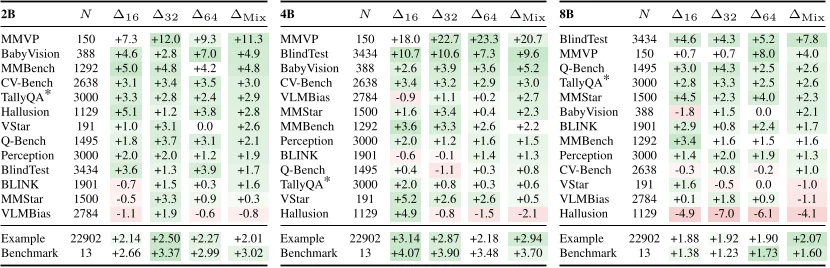 2B N Δ16 Δ32 Δ64 ΔMix
MMVP 150 +7.3 +12.0 +9.3 +11.3
BabyVision 388 +4.6 +2.8 +7.0 +4.9
MMBench 1292 +5.0 +4.8 +4.2 +4.8
CV-Bench 2638 +3.1 +3.4 +3.5 +3.0
TallyQA* 3000 +3.3 +2.8 +2.4 +2.9
Hallusion 1129 +5.1 +1.2 +3.8 +2.8
VStar 191 +1.0 +3.1 0.0 +2.6
Q-Bench 1495 +1.8 +3.7 +3.1 +2.1
Perception 3000 +2.0 +2.0 +1.2 +1.9
BlindTest 3434 +3.6 +1.3 +3.9 +1.7
BLINK 1901 -0.7 +1.5 +0.3 +1.6
MMStar 1500 -0.5 +3.3 +0.9 +0.3
VLMBias 2784 -1.1 +1.9 -0.6 -0.8
Example 22902 +2.14 +2.50 +2.27 +2.01
Benchmark 13 +2.66 +3.37 +2.99 +3.02
4B N Δ16 Δ32 Δ64 ΔMix
MMVP 150 +18.0 +22.7 +23.3 +20.7
BlindTest 3434 +10.7 +10.6 +7.3 +9.6
BabyVision 388 +2.6 +3.9 +3.6 +5.2
CV-Bench 2638 +3.4 +3.2 +2.9 +3.0
VLMBias 2784 -0.9 +1.1 +0.2 +2.7
MMStar 1500 +1.6 +3.4 +0.4 +2.3
MMBench 1292 +3.6 +3.3 +2.6 +2.2
Perception 3000 +2.0 +1.2 +1.6 +1.5
BLINK 1901 -0.6 -0.1 +1.4 +1.3
Q-Bench 1495 +0.4 -1.1 +0.3 +0.8
TallyQA* 3000 +2.0 +0.8 +0.3 +0.6
VStar 191 +5.2 +2.6 +2.6 +0.5
Hallusion 1129 +4.9 -0.8 -1.5 -2.1
Example 22902 +3.14 +2.87 +2.18 +2.94
Benchmark 13 +4.07 +3.90 +3.48 +3.70
8B N Δ16 Δ32 Δ64 ΔMix
BlindTest 3434 +4.6 +4.3 +5.2 +7.8
MMVP 150 +0.7 +0.7 +8.0 +4.0
Q-Bench 1495 +3.0 +4.3 +2.5 +2.6
TallyQA* 3000 +2.8 +3.3 +2.5 +2.6
MMStar 1500 +4.5 +2.3 +4.0 +2.3
BabyVision 388 -1.8 +1.5 0.0 +2.1
BLINK 1901 +2.9 +0.8 +2.4 +1.7
MMBench 1292 +3.4 +1.6 +1.5 +1.6
Perception 3000 +1.4 +2.0 +1.9 +1.3
CV-Bench 2638 -0.3 +0.8 -0.2 +1.0
VStar 191 +1.6 -0.5 0.0 -1.0
VLMBias 2784 +0.1 +1.8 +0.9 -1.1
Hallusion 1129 -4.9 -7.0 -6.1 -4.1
Example 22902 +1.88 +1.92 +1.90 +2.07
Benchmark 13 +1.38 +1.23 +1.73 +1.60